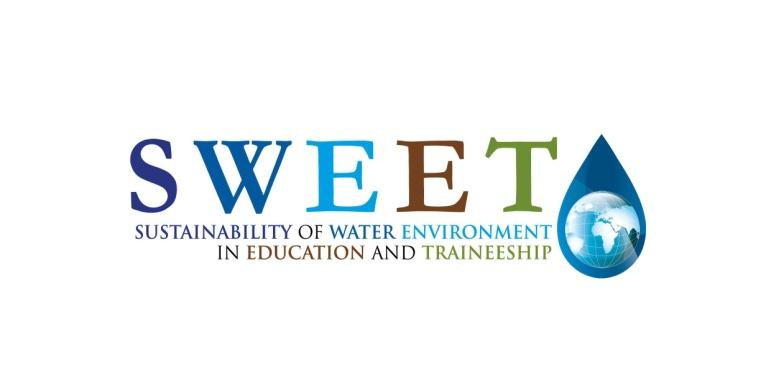 SWEET
SUSTAINABILITY OF WATER ENVIRONMENT
IN EDUCATION AND TRAINEESHIP